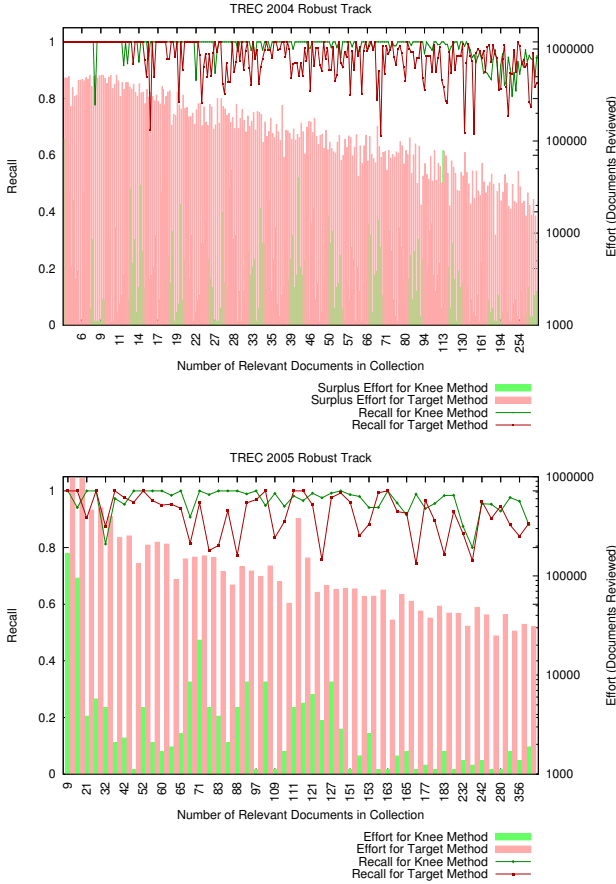 TREC 2004 Robust Track
1
0.8
0.6
0.4
0.2
0
Recall
1000000
100000
10000
1000
Effort (Documents Reviewed)
6 9 11 14 17 19 22 27 28 33 35 39 46 50 57 66 71 80 94 113 130 161 194 254
Number of Relevant Documents in Collection
Surplus Effort for Knee Method
Surplus Effort for Target Method
Recall for Knee Method
Recall for Target Method
TREC 2005 Robust Track
1
0.8
0.6
0.4
0.2
0
Recall
1000000
100000
10000
1000
Effort (Documents Reviewed)
9 21 32 42 52 60 65 71 83 88 97 109 111 121 127 151 153 163 165 177 183 232 242 280 356
Number of Relevant Documents in Collection
Effort for Knee Method
Effort for Target Method
Recall for Knee Method
Recall for Target Method